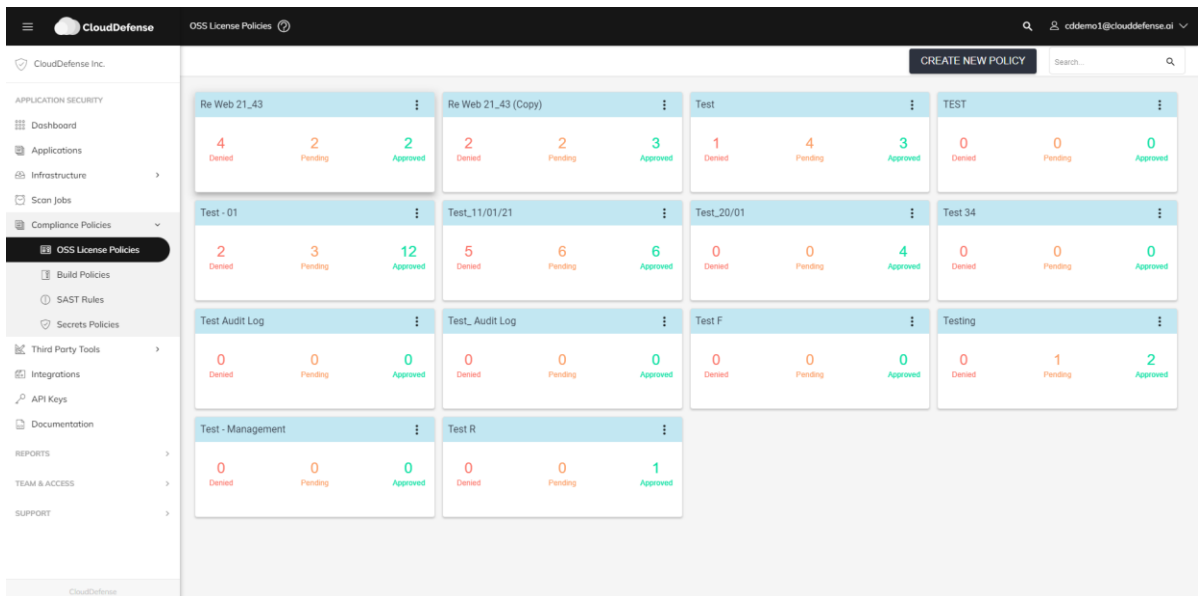 CloudDefense
OSS License Policies
cddemo1@clouddefense.ai
CloudDefense Inc.
CREATE NEW POLICY
Search...
APPLICATION SECURITY
Dashboard
Applications
Infrastructure
Scan Jobs
Compliance Policies
OSS License Policies
Build Policies
SAST Rules
Secrets Policies
Third Party Tools
Integrations
API Keys
Documentation
REPORTS
TEAM & ACCESS
SUPPORT
CloudDefense
Re Web 21_43
4 2 2
Denied Pending Approved
Re Web 21_43 (Copy)
2 2 3
Denied Pending Approved
Test
1 4 3
Denied Pending Approved
TEST
0 0 0
Denied Pending Approved
Test - 01
2 3 12
Denied Pending Approved
Test_11/01/21
5 6 6
Denied Pending Approved
Test_20/01
0 0 4
Denied Pending Approved
Test 34
0 0 0
Denied Pending Approved
Test Audit Log
0 0 0
Denied Pending Approved
Test_ Audit Log
0 0 0
Denied Pending Approved
Test F
0 0 0
Denied Pending Approved
Testing
0 1 2
Denied Pending Approved
Test - Management
0 0 0
Denied Pending Approved
Test R
0 0 1
Denied Pending Approved